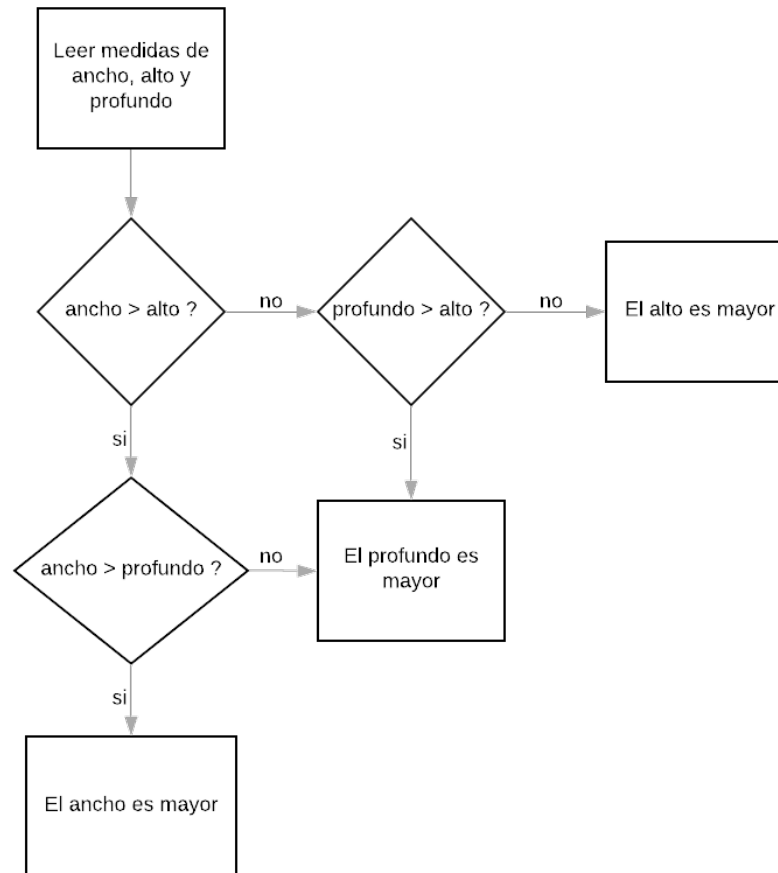 Leer medidas de
ancho, alto y
profundo
ancho > alto ?
no
profundo > alto ?
no
El alto es mayor
si
si
ancho > profundo ?
no
El profundo es
mayor
si
El ancho es mayor